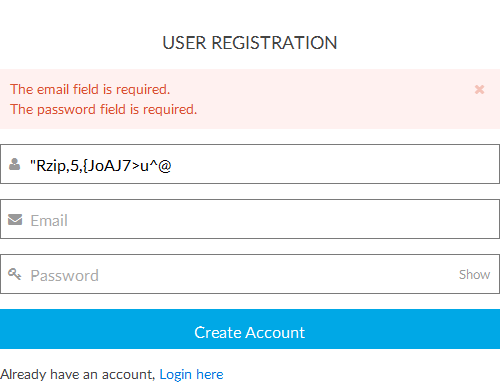 USER REGISTRATION
The email field is required.
The password field is required.
"Rzip,5,{JoAJ7>u^@
Email
Password Show
Create Account
Already have an account, Login here